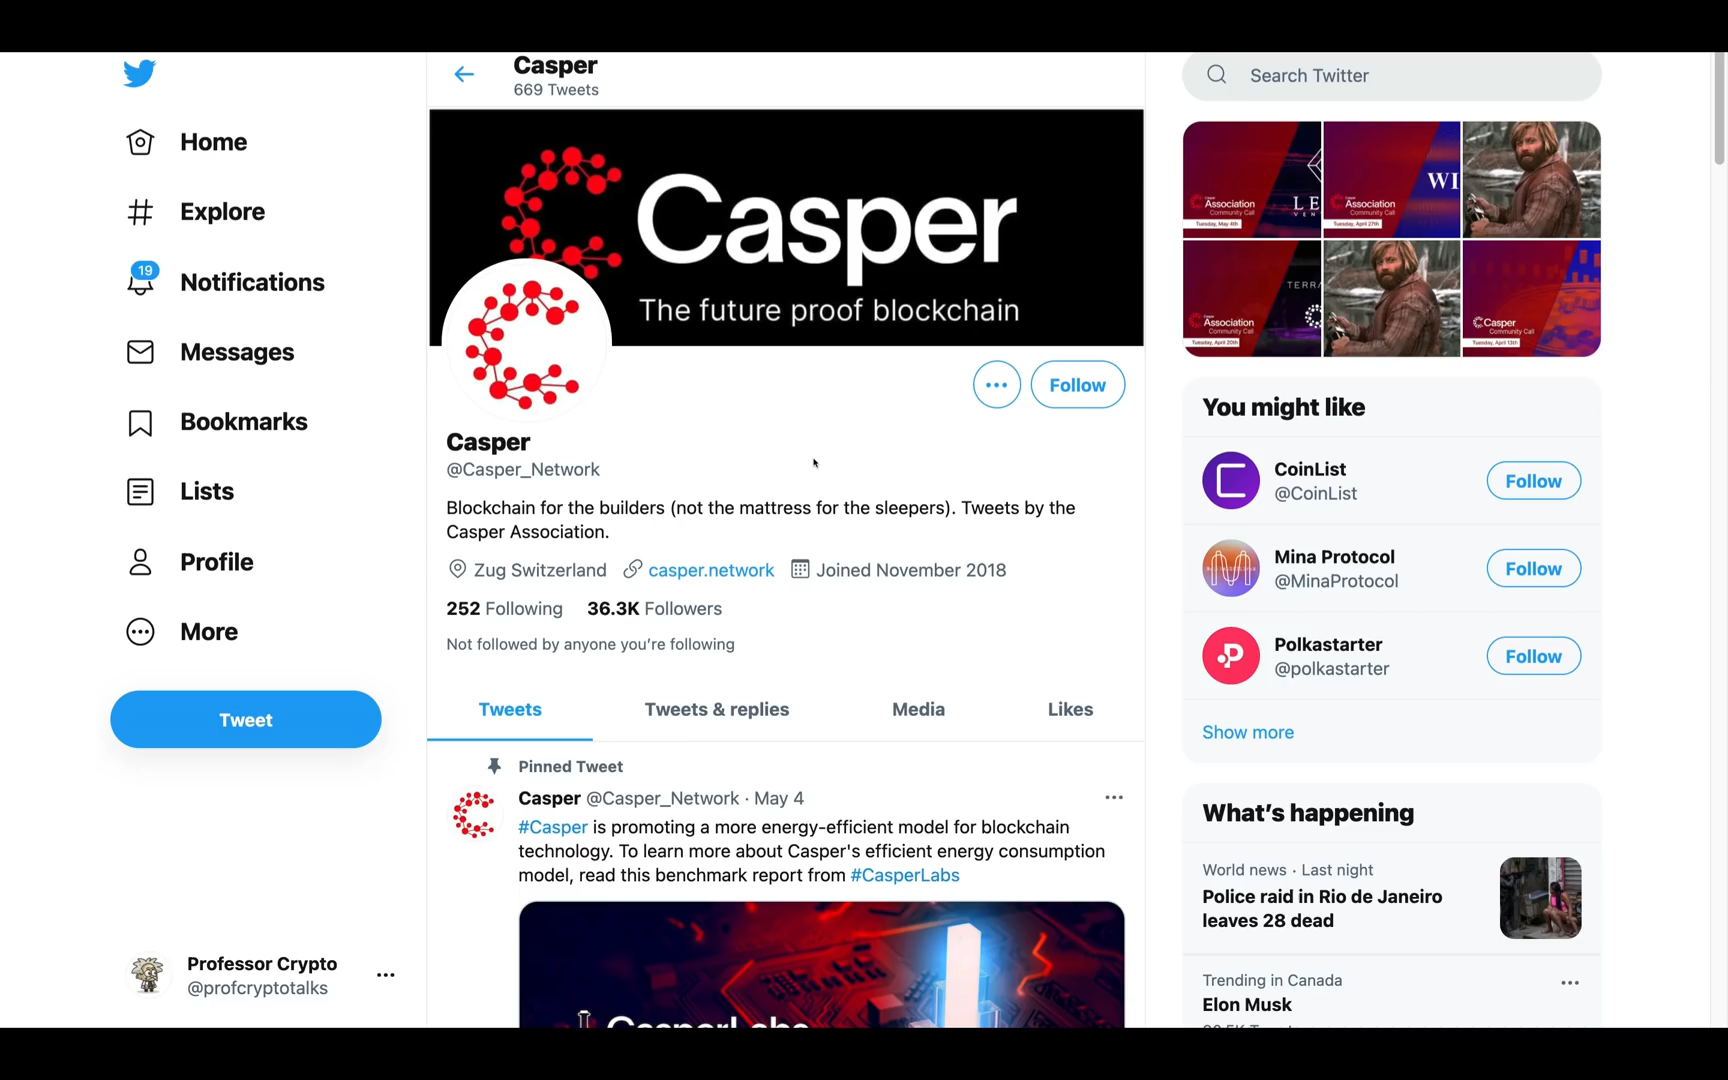 Home
Explore
19
Notifications
Messages
Bookmarks
Lists
Profile
More
Tweet
Professor Crypto
@profcryptotalks
Casper
669 Tweets
Casper
The future proof blockchain
Follow
Casper
@Casper_Network
Blockchain for the builders (not the mattress for the sleepers). Tweets by the
Casper Association.
Zug Switzerland casper.network Joined November 2018
252 Following 36.3K Followers
Not followed by anyone you're following
Tweets Tweets & replies Media Likes
Pinned Tweet
Casper @Casper_Network · May 4
#Casper is promoting a more energy-efficient model for blockchain
technology. To learn more about Casper's efficient energy consumption
model, read this benchmark report from #CasperLabs
CasperLabs
Search Twitter
LE
VEN
Casper
Association
Community Call
Tuesday, May 4th
WI
Casper
Association
Community Call
Tuesday, April 27th
TERRA
Casper
Association
Community Call
Tuesday, April 20th
Casper
Community Call
Tuesday, April 13th
You might like
CoinList
@CoinList
Follow
Mina Protocol
@MinaProtocol
Follow
Polkastarter
@polkastarter
Follow
Show more
What's happening
World news · Last night
Police raid in Rio de Janeiro
leaves 28 dead
Trending in Canada
Elon Musk